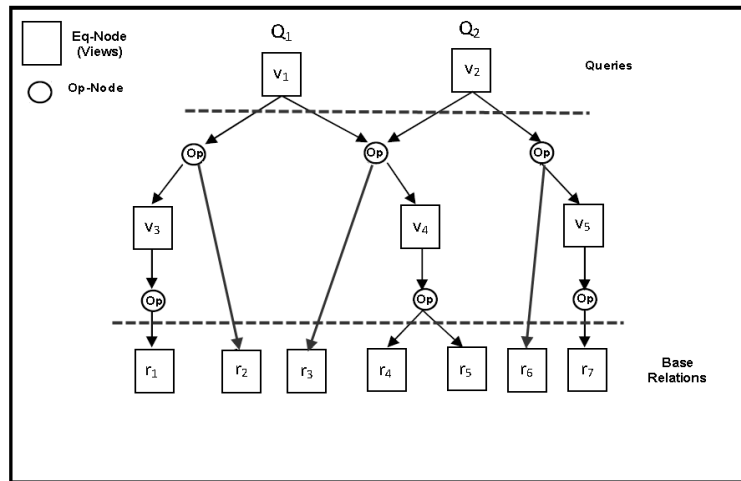 Eq-Node
(Views)
Op-Node
Q1
Q2
Queries
v1
v2
Op
Op
Op
v3
v4
v5
Op
Op
Op
r1
r2
r3
r4
r5
r6
r7
Base
Relations